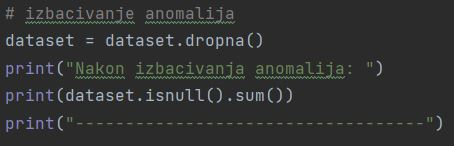 # izbacivanje anomalija
dataset = dataset.dropna()
print("Nakon izbacivanja anomalija: ")
print(dataset.isnull().sum())
print("-----------------------------------")